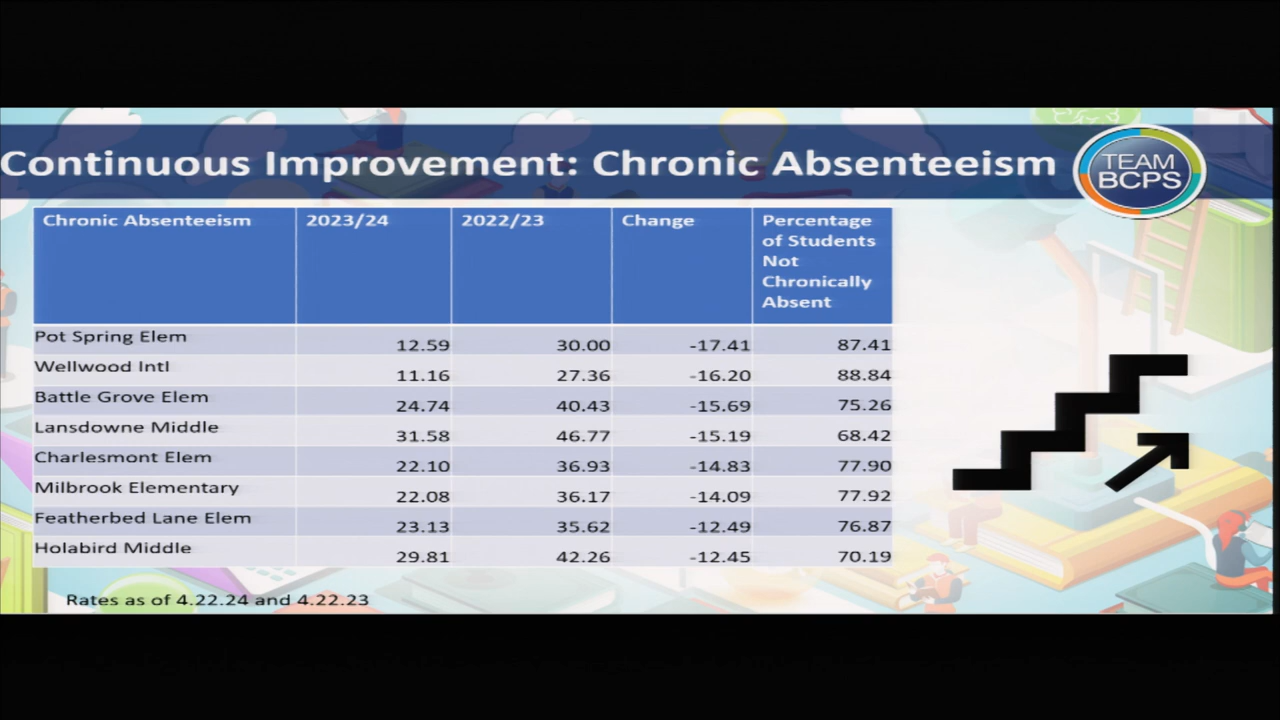 Continuous Improvement: Chronic Absenteeism
TEAM
BCPS
Chronic Absenteeism 2023/24 2022/23 Change Percentage of Students Not Chronically Absent
Pot Spring Elem 12.59 30.00 -17.41 87.41
Wellwood Intl 11.16 27.36 -16.20 88.84
Battle Grove Elem 24.74 40.43 -15.69 75.26
Lansdowne Middle 31.58 46.77 -15.19 68.42
Charlesmont Elem 22.10 36.93 -14.83 77.90
Milbrook Elementary 22.08 36.17 -14.09 77.92
Featherbed Lane Elem 23.13 35.62 -12.49 76.87
Holabird Middle 29.81 42.26 -12.45 70.19
Rates as of 4.22.24 and 4.22.23